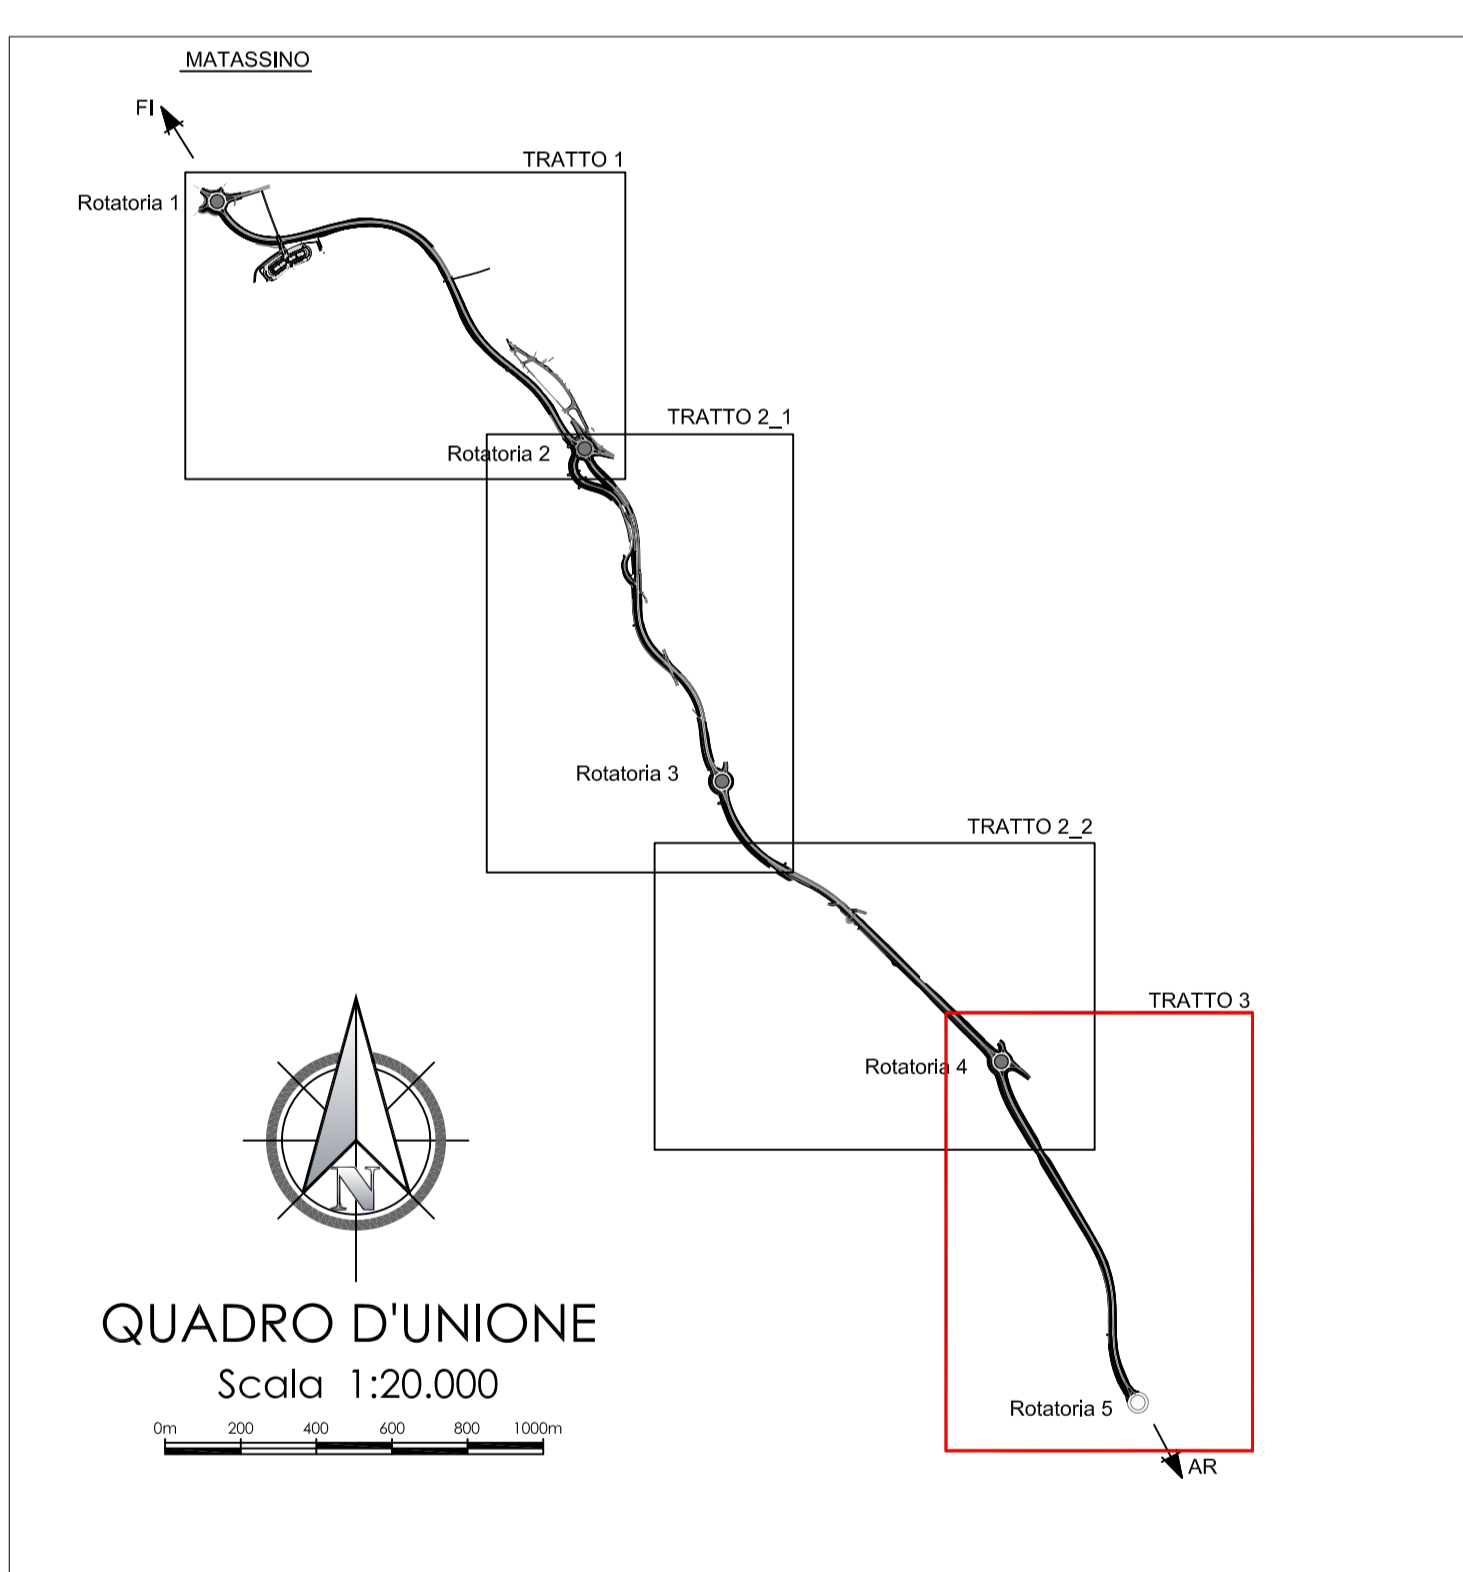 MATASSINO
FI
TRATTO 1
Rotatoria 1
TRATTO 2_1
Rotatoria 2
Rotatoria 3
TRATTO 2_2
TRATTO 3
Rotatoria 4
N
QUADRO D'UNIONE
Scala 1:20.000
0m 200 400 600 800 1000m
Rotatoria 5
AR